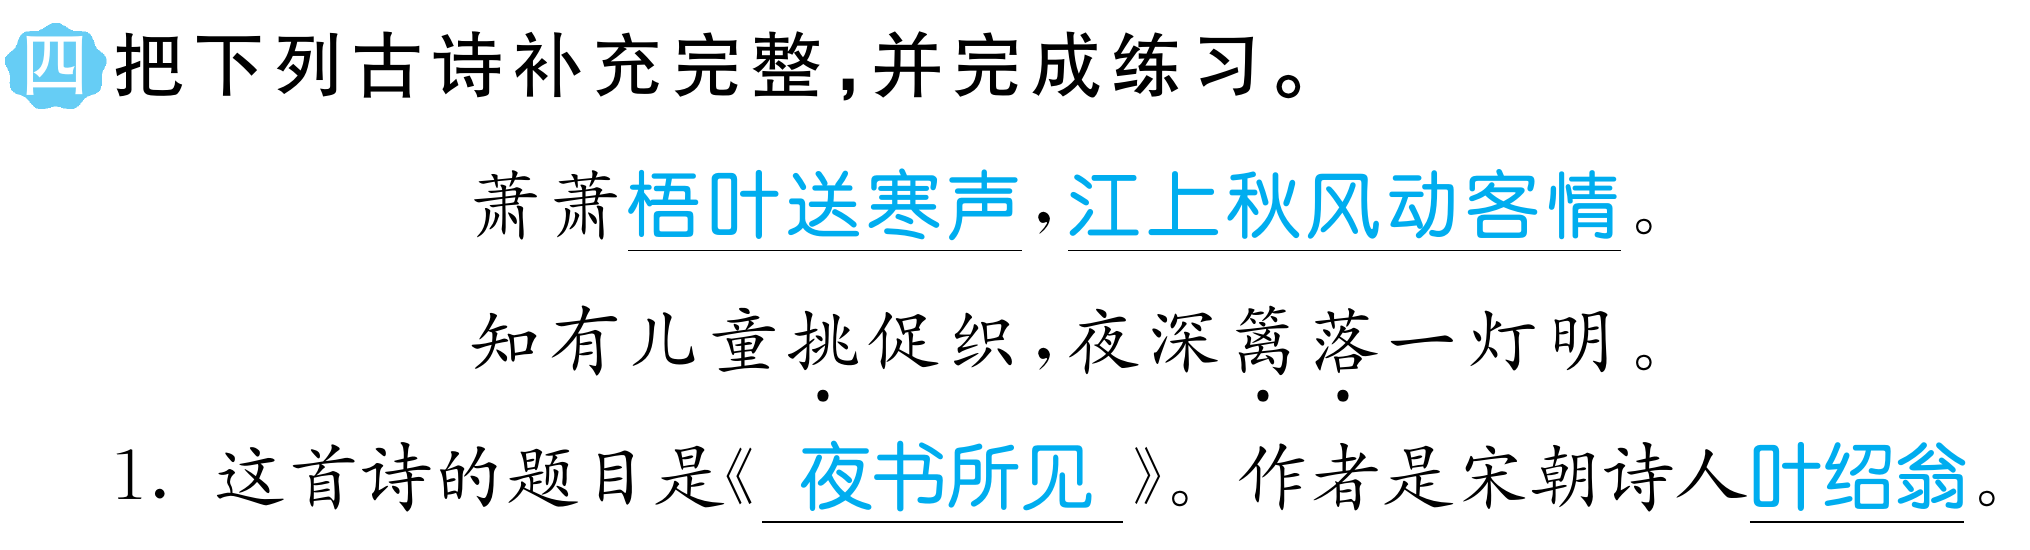 四 把下列古诗补充完整,并完成练习。
萧萧梧叶送寒声,江上秋风动客情。
知有儿童挑促织,夜深篱落一灯明。
1. 这首诗的题目是《 夜书所见 》。作者是宋朝诗人叶绍翁。